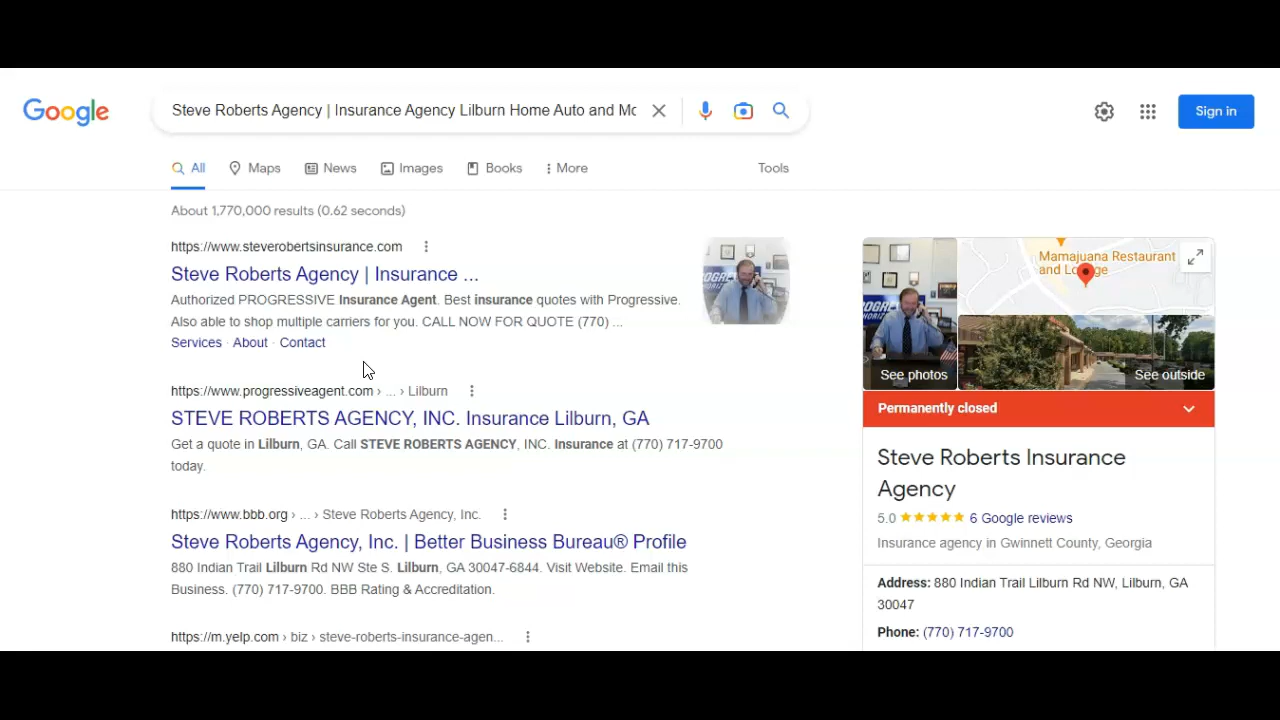 Google
Steve Roberts Agency | Insurance Agency Lilburn Home Auto and Mo
Sign in
All
Maps
News
Images
Books
More
Tools
About 1,770,000 results (0.62 seconds)
https://www.steverobertsinsurance.com
Steve Roberts Agency | Insurance ...
Authorized PROGRESSIVE Insurance Agent. Best insurance quotes with Progressive.
Also able to shop multiple carriers for you. CALL NOW FOR QUOTE (770) ...
Services · About · Contact
https://www.progressiveagent.com › ... › Lilburn
STEVE ROBERTS AGENCY, INC. Insurance Lilburn, GA
Get a quote in Lilburn, GA. Call STEVE ROBERTS AGENCY, INC. Insurance at (770) 717-9700
today.
https://www.bbb.org › ... › Steve Roberts Agency, Inc.
Steve Roberts Agency, Inc. | Better Business Bureau® Profile
880 Indian Trail Lilburn Rd NW Ste S. Lilburn, GA 30047-6844. Visit Website. Email this
Business. (770) 717-9700. BBB Rating & Accreditation.
https://m.yelp.com › biz › steve-roberts-insurance-agen...
Mamajuana Restaurant
and Lounge
See photos
See outside
Permanently closed
Steve Roberts Insurance
Agency
5.0
6 Google reviews
Insurance agency in Gwinnett County, Georgia
Address: 880 Indian Trail Lilburn Rd NW, Lilburn, GA
30047
Phone: (770) 717-9700